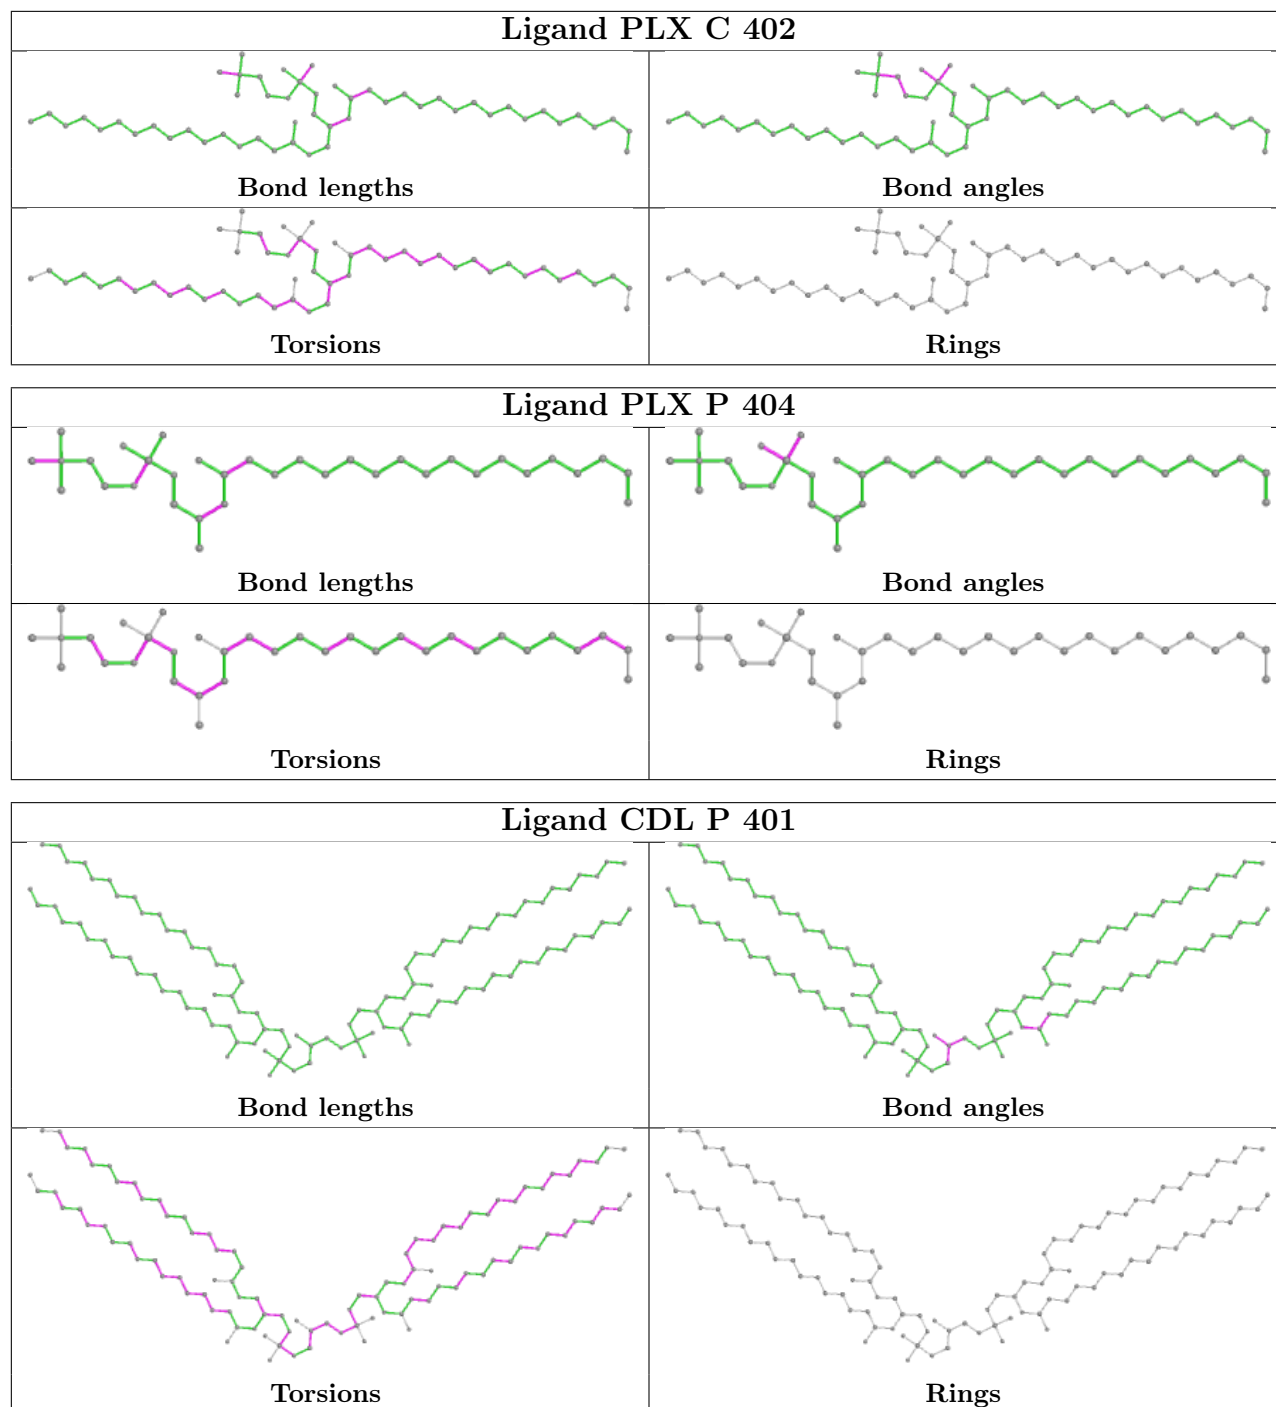 Ligand PLX C 402
Bond lengths
Bond angles
Torsions
Rings
Ligand PLX P 404
Bond lengths
Bond angles
Torsions
Rings
Ligand CDL P 401
Bond lengths
Bond angles
Torsions
Rings